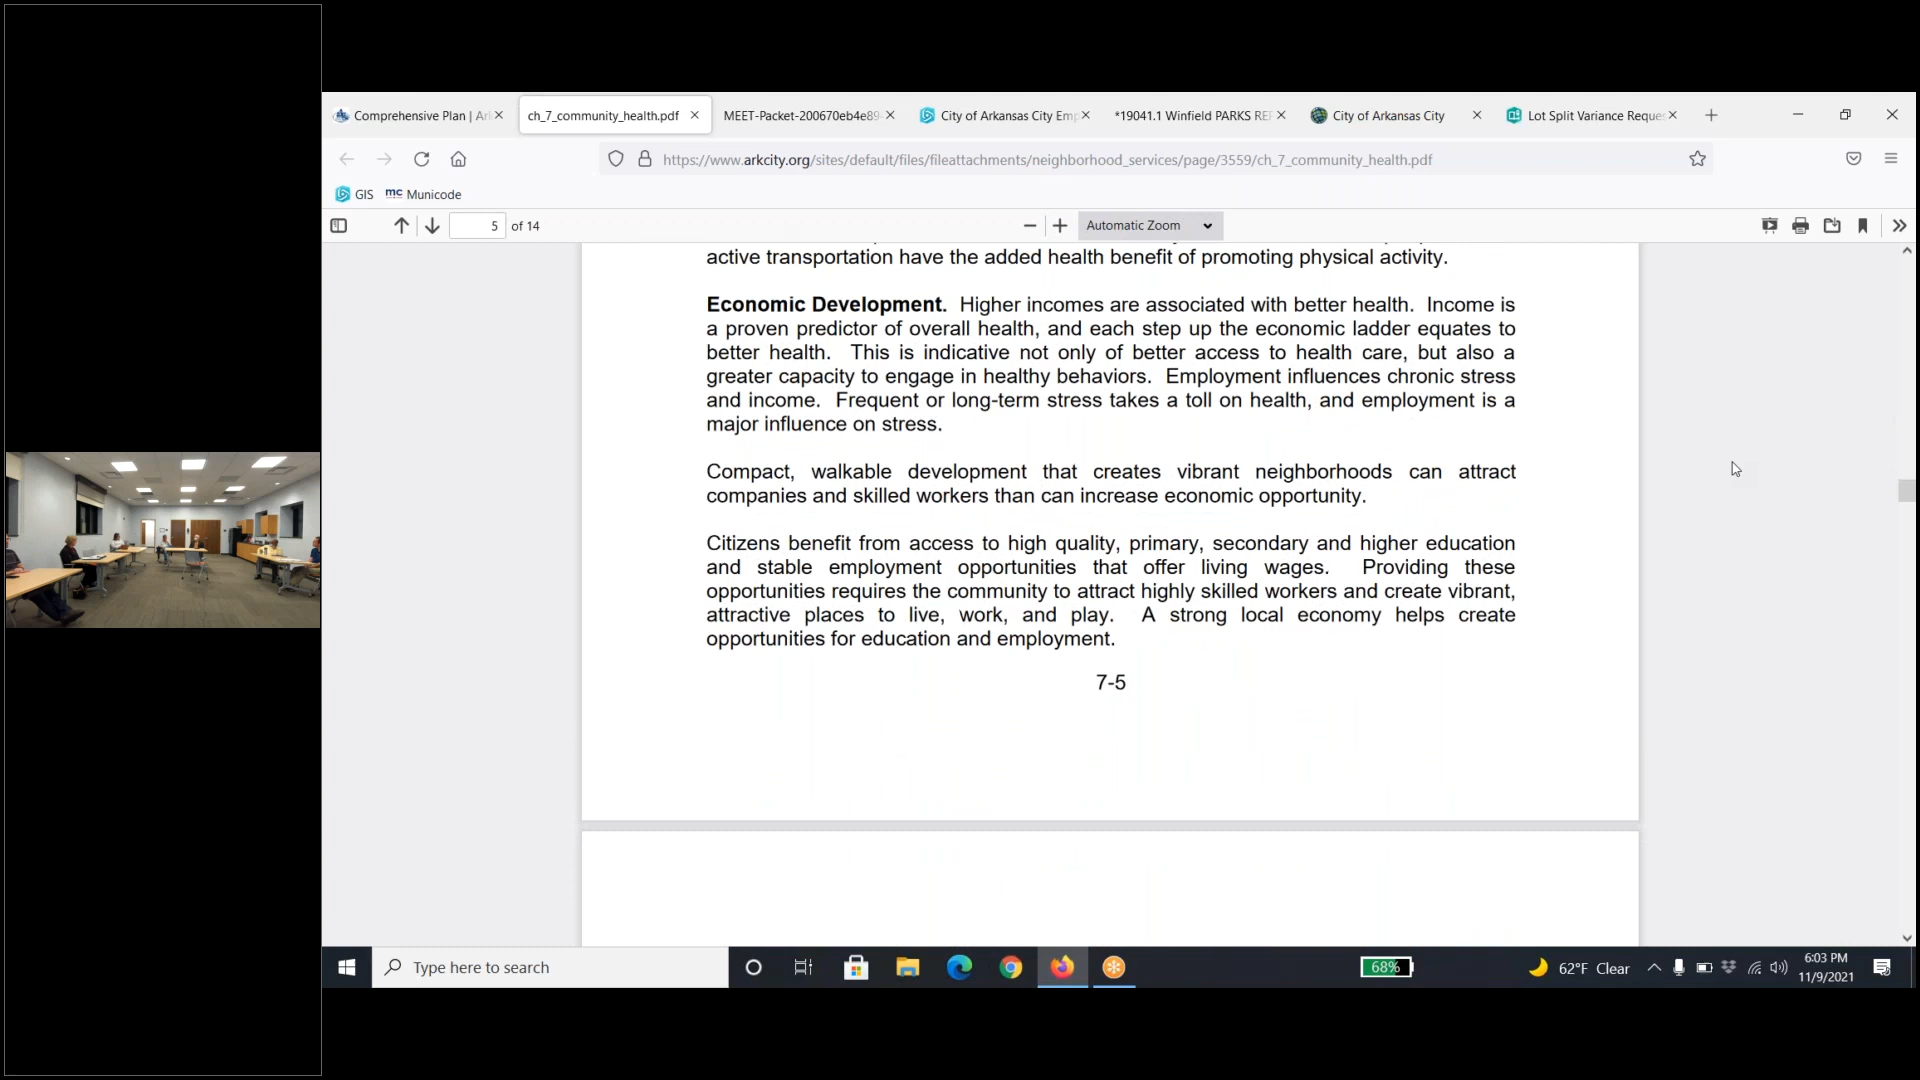 Comprehensive Plan | Ar
ch_7_community_health.pdf
MEET-Packet-200670eb4e89
City of Arkansas City Em
*19041.1 Winfield PARKS RE
City of Arkansas City
Lot Split Variance Reques
https://www.arkcity.org/sites/default/files/fileattachments/neighborhood_services/page/3559/ch_7_community_health.pdf
GIS
mc Municode
5 of 14
Automatic Zoom
active transportation have the added health benefit of promoting physical activity.
Economic Development. Higher incomes are associated with better health. Income is
a proven predictor of overall health, and each step up the economic ladder equates to
better health. This is indicative not only of better access to health care, but also a
greater capacity to engage in healthy behaviors. Employment influences chronic stress
and income. Frequent or long-term stress takes a toll on health, and employment is a
major influence on stress.
Compact, walkable development that creates vibrant neighborhoods can attract
companies and skilled workers than can increase economic opportunity.
Citizens benefit from access to high quality, primary, secondary and higher education
and stable employment opportunities that offer living wages. Providing these
opportunities requires the community to attract highly skilled workers and create vibrant,
attractive places to live, work, and play. A strong local economy helps create
opportunities for education and employment.
7-5
Type here to search
68%
62°F Clear
6:03 PM
11/9/2021